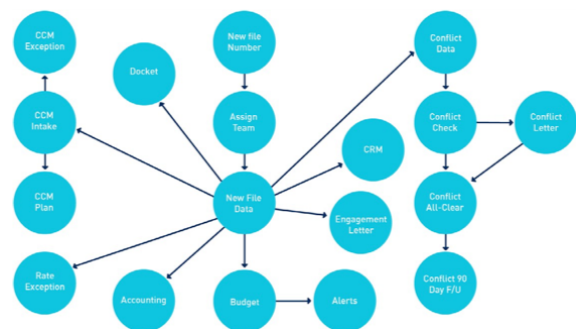 CCM
Exception
Docket
New file
Number
Conflict
Data
CCM
Intake
Assign
Team
Conflict
Check
Conflict
Letter
CRM
CCM
Plan
New File
Data
Engagement
Letter
Conflict
All-Clear
Rate
Exception
Accounting
Budget
Alerts
Conflict 90
Day F/U